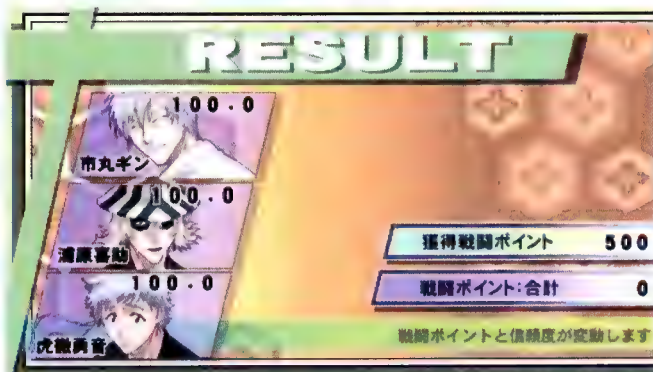 RESULT
100.0
市丸ギン
100.0
浦原喜助
100.0
虎徹勇音
獲得戦闘ポイント 500
戦闘ポイント:合計 0
戦闘ポイントと信頼度が変動します